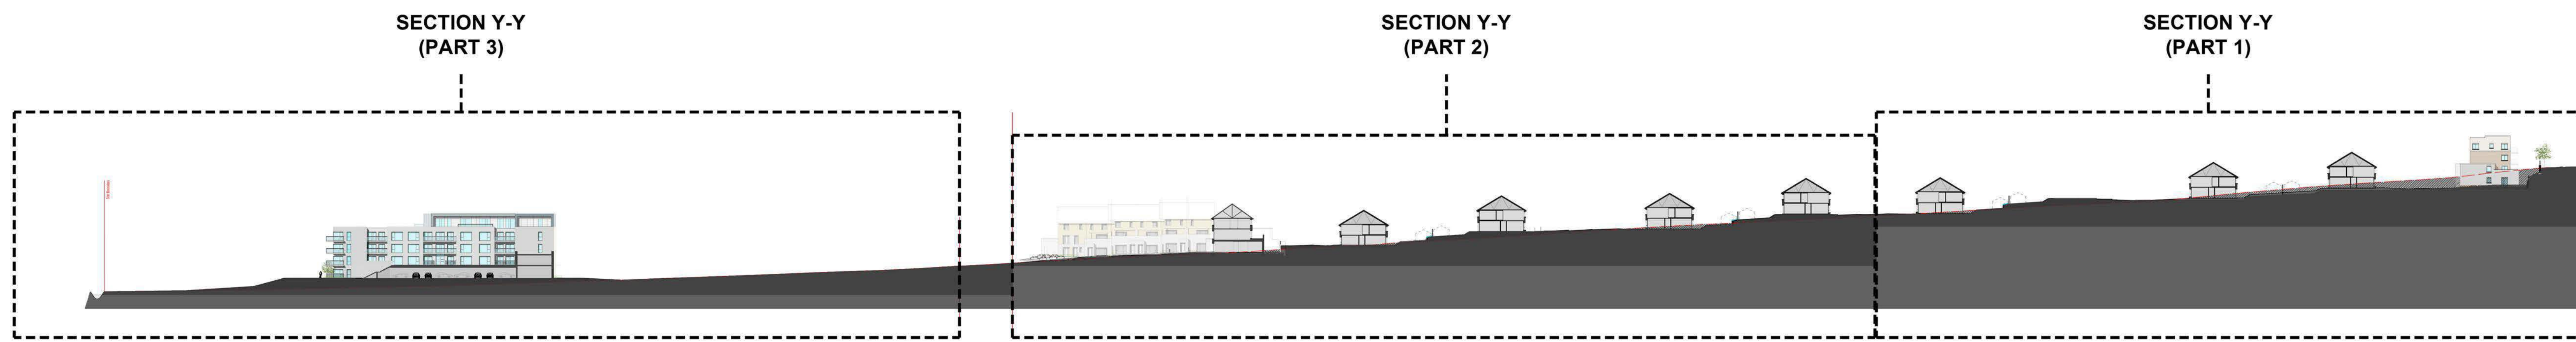 SECTION Y-Y
(PART 3)
SECTION Y-Y
(PART 2)
SECTION Y-Y
(PART 1)